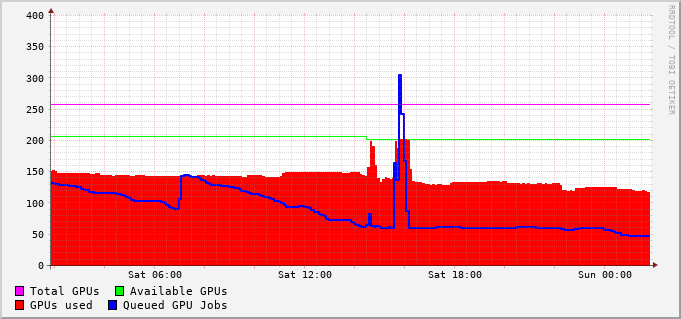 RRDTOOL / TOBI OETIKER
400
350
300
250
200
150
100
50
0
Sat 06:00 Sat 12:00 Sat 18:00 Sun 00:00
Total GPUs Available GPUs
GPUs used Queued GPU Jobs